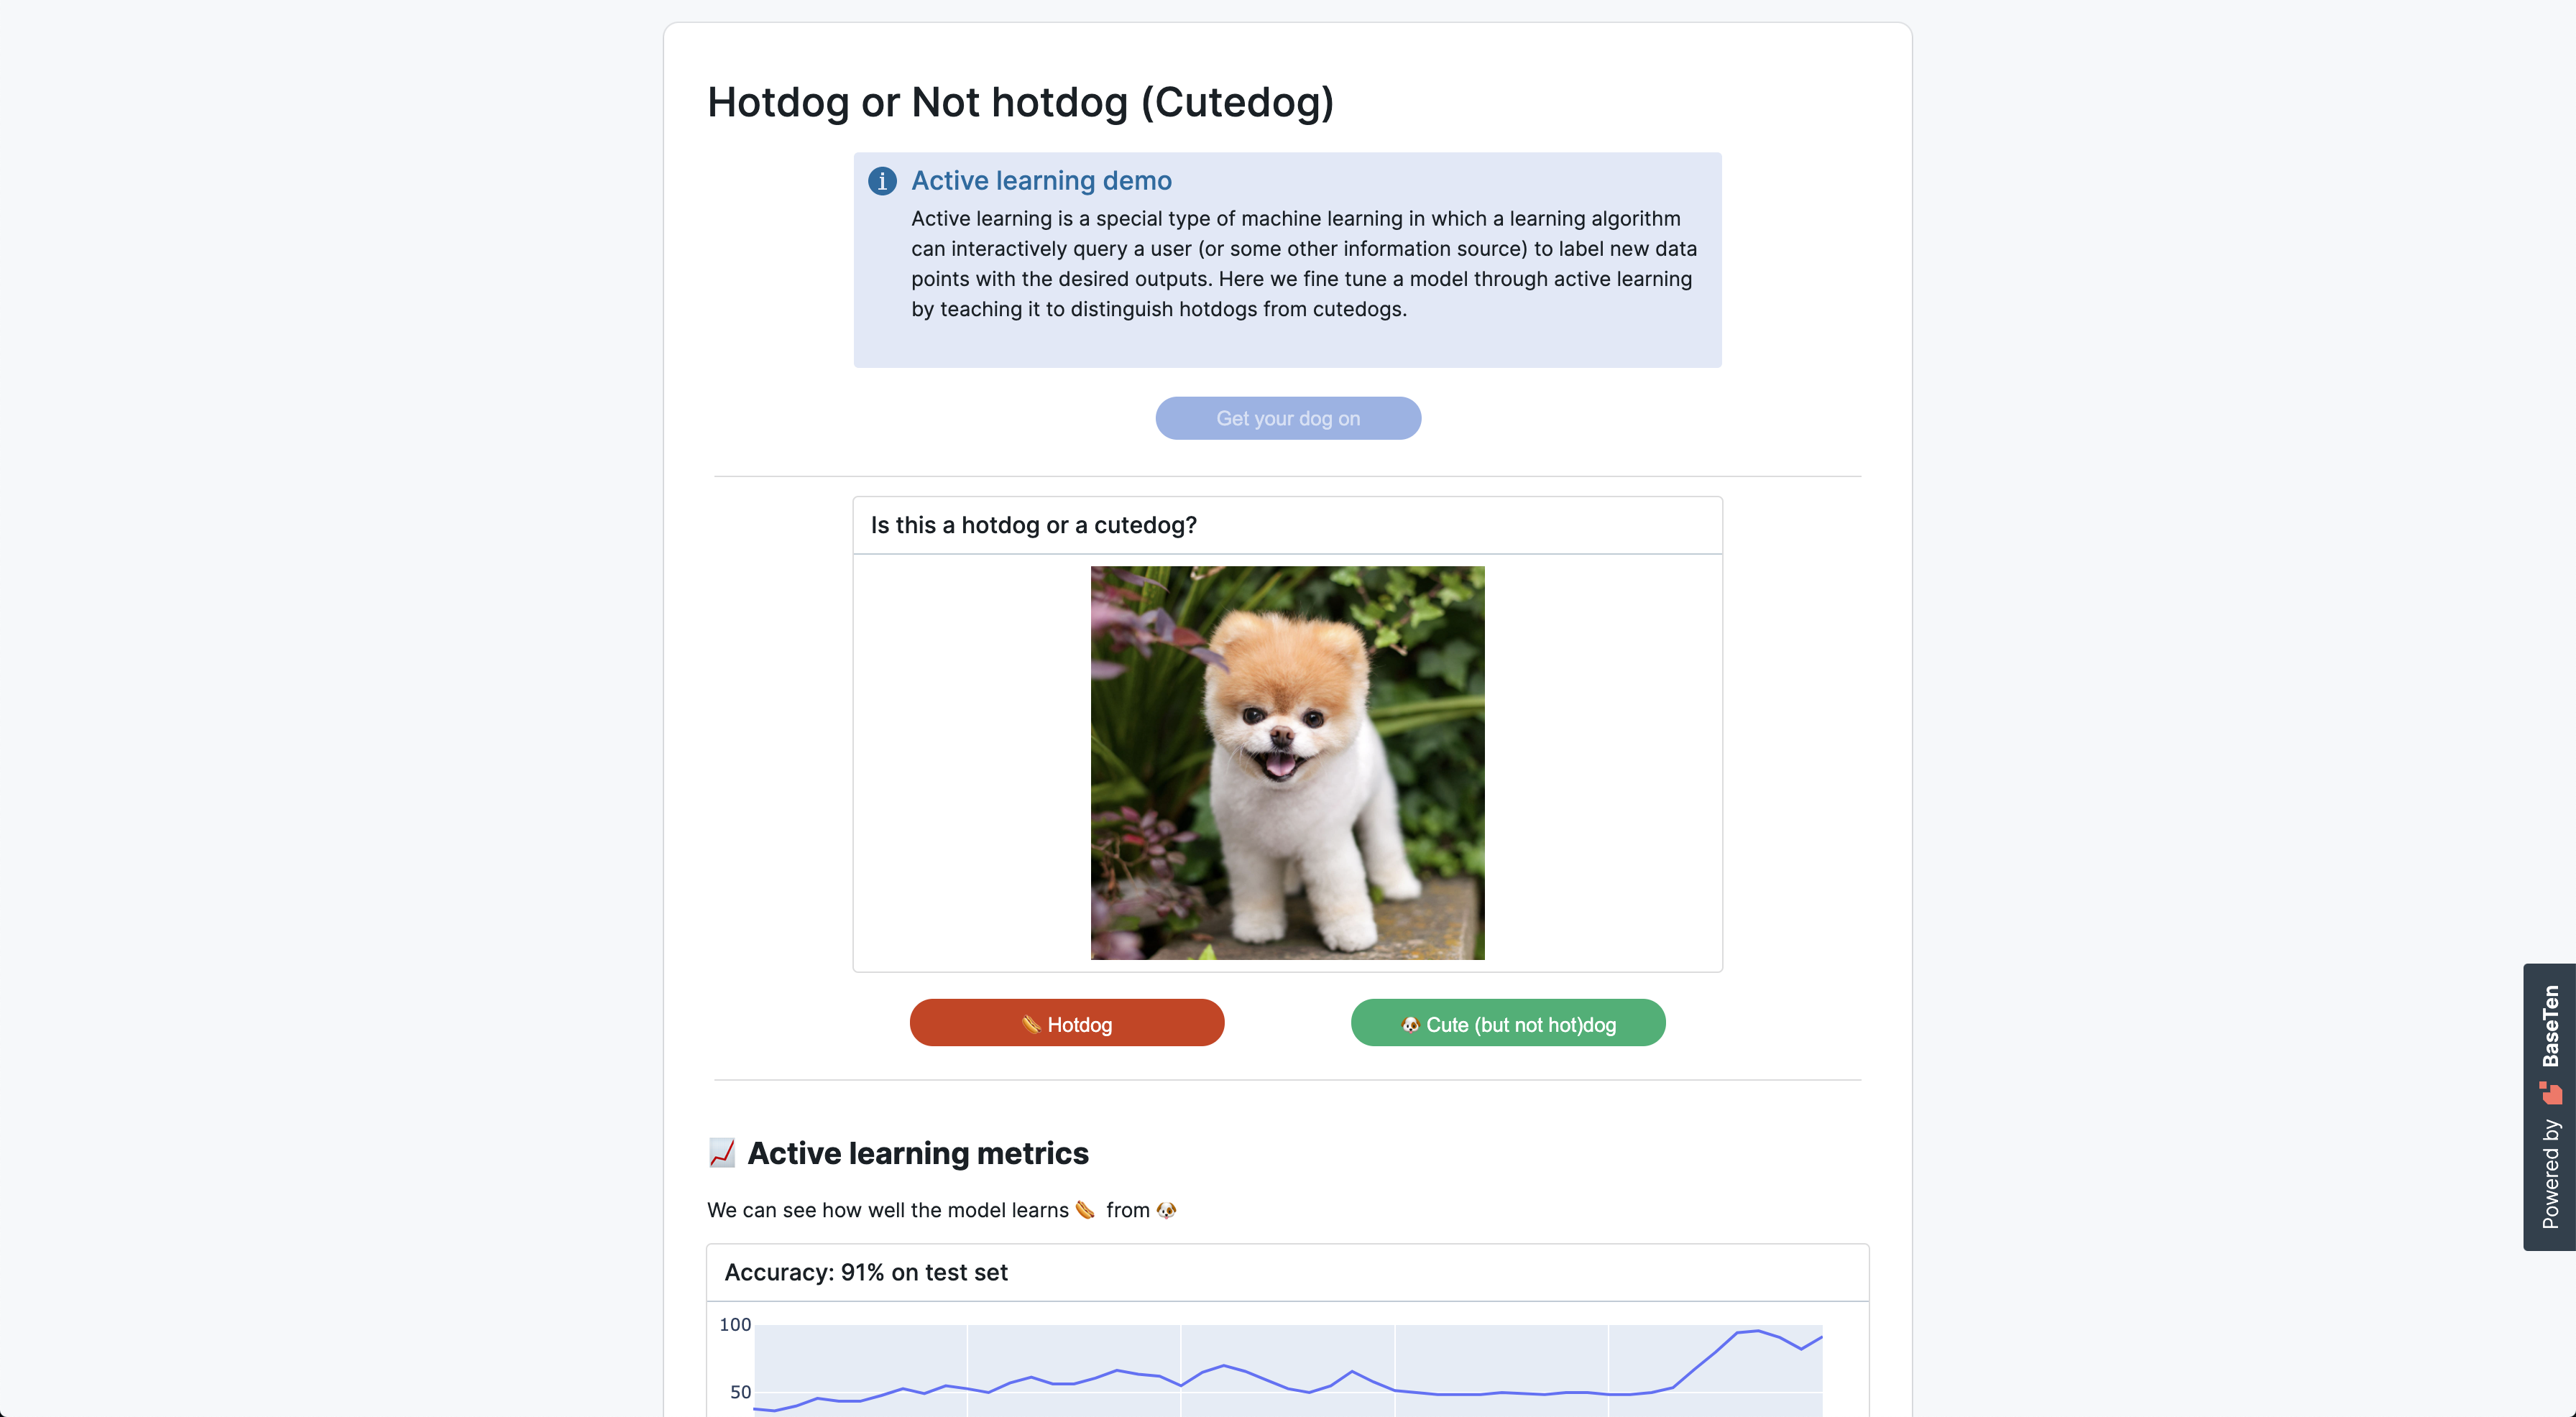 Hotdog or Not hotdog (Cutedog)
Active learning demo
Active learning is a special type of machine learning in which a learning algorithm
can interactively query a user (or some other information source) to label new data
points with the desired outputs. Here we fine tune a model through active learning
by teaching it to distinguish hotdogs from cutedogs.
Get your dog on
Is this a hotdog or a cutedog?
🌭 Hotdog
🐶 Cute (but not hot)dog
📈 Active learning metrics
We can see how well the model learns 🌭 from 🐶
Accuracy: 91% on test set
100
50
Powered by BaseTen